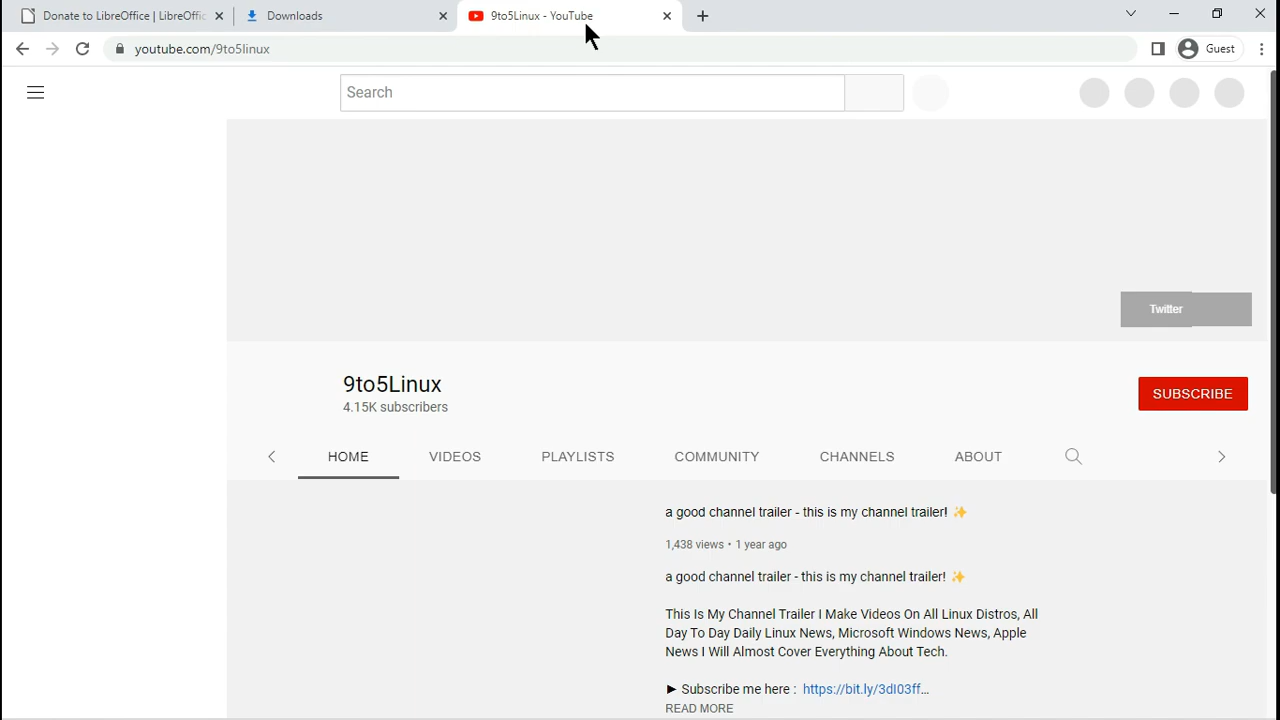 Donate to LibreOffice | LibreOffic
Downloads
9to5Linux - YouTube
youtube.com/9to5linux
Guest
Search
Twitter
9to5Linux
4.15K subscribers
SUBSCRIBE
HOME
VIDEOS
PLAYLISTS
COMMUNITY
CHANNELS
ABOUT
a good channel trailer - this is my channel trailer! ✨
1,438 views • 1 year ago
a good channel trailer - this is my channel trailer! ✨
This Is My Channel Trailer I Make Videos On All Linux Distros, All
Day To Day Daily Linux News, Microsoft Windows News, Apple
News I Will Almost Cover Everything About Tech.
► Subscribe me here : https://bit.ly/3dI03ff...
READ MORE